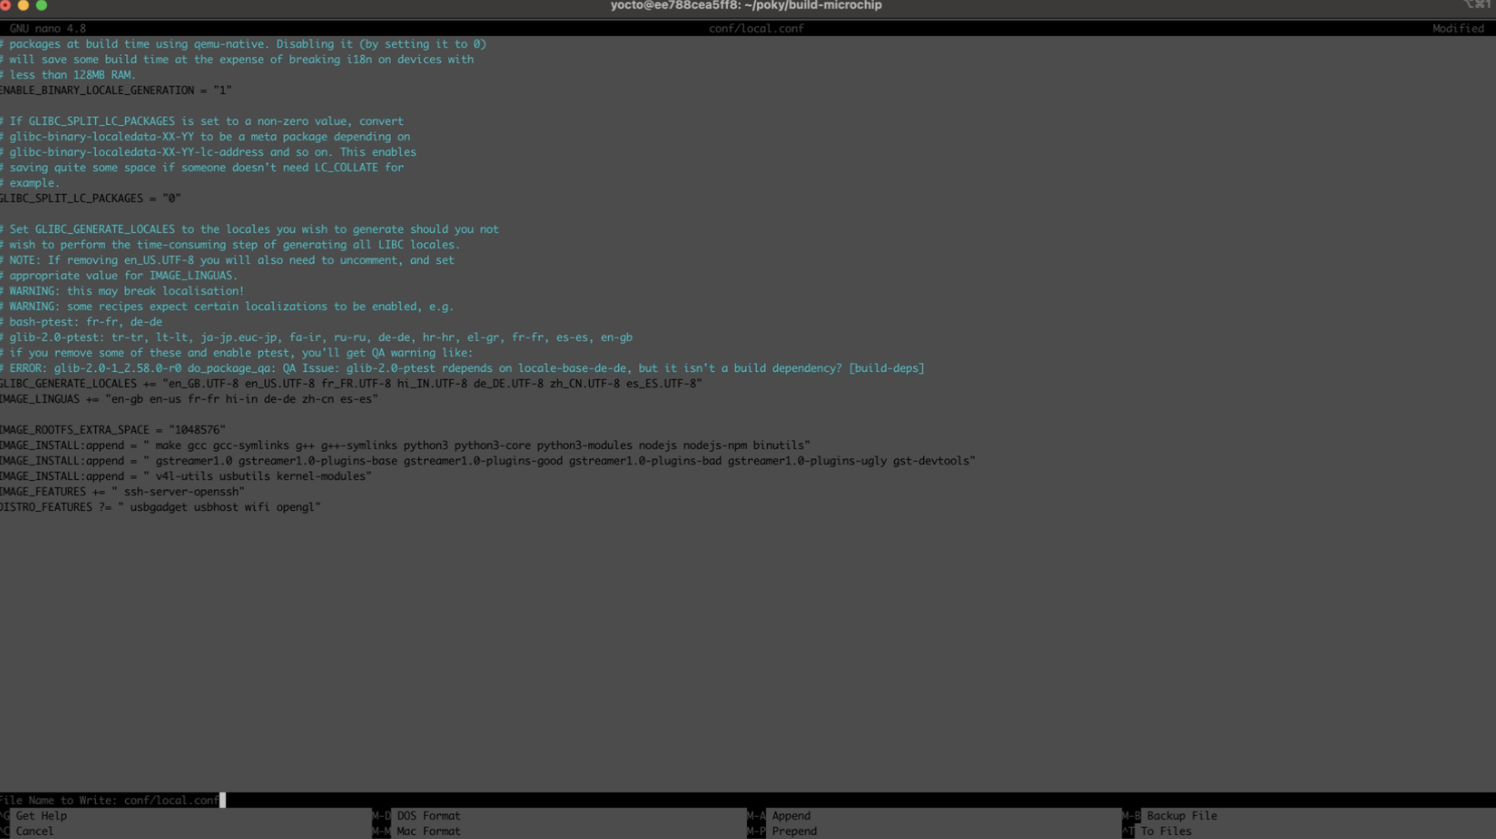 yocto@ee788cea5ff8: ~/poky/build-microchip
⌥⌘1
GNU nano 4.8 conf/local.conf Modified
# packages at build time using qemu-native. Disabling it (by setting it to 0)
# will save some build time at the expense of breaking i18n on devices with
# less than 128MB RAM.
ENABLE_BINARY_LOCALE_GENERATION = "1"
# If GLIBC_SPLIT_LC_PACKAGES is set to a non-zero value, convert
# glibc-binary-localedata-XX-YY to be a meta package depending on
# glibc-binary-localedata-XX-YY-lc-address and so on. This enables
# saving quite some space if someone doesn't need LC_COLLATE for
# example.
GLIBC_SPLIT_LC_PACKAGES = "0"
# Set GLIBC_GENERATE_LOCALES to the locales you wish to generate should you not
# wish to perform the time-consuming step of generating all LIBC locales.
# NOTE: If removing en_US.UTF-8 you will also need to uncomment, and set
# appropriate value for IMAGE_LINGUAS.
# WARNING: this may break localisation!
# WARNING: some recipes expect certain localizations to be enabled, e.g.
# bash-ptest: fr-fr, de-de
# glib-2.0-ptest: tr-tr, lt-lt, ja-jp.euc-jp, fa-ir, ru-ru, de-de, hr-hr, el-gr, fr-fr, es-es, en-gb
# if you remove some of these and enable ptest, you'll get QA warning like:
# ERROR: glib-2.0-1_2.58.0-r0 do_package_qa: QA Issue: glib-2.0-ptest rdepends on locale-base-de-de, but it isn't a build dependency? [build-deps]
GLIBC_GENERATE_LOCALES += "en_GB.UTF-8 en_US.UTF-8 fr_FR.UTF-8 hi_IN.UTF-8 de_DE.UTF-8 zh_CN.UTF-8 es_ES.UTF-8"
IMAGE_LINGUAS += "en-gb en-us fr-fr hi-in de-de zh-cn es-es"
IMAGE_ROOTFS_EXTRA_SPACE = "1048576"
IMAGE_INSTALL:append = " make gcc gcc-symlinks g++ g++-symlinks python3 python3-core python3-modules nodejs nodejs-npm binutils"
IMAGE_INSTALL:append = " gstreamer1.0 gstreamer1.0-plugins-base gstreamer1.0-plugins-good gstreamer1.0-plugins-bad gstreamer1.0-plugins-ugly gst-devtools"
IMAGE_INSTALL:append = " v4l-utils usbutils kernel-modules"
IMAGE_FEATURES += " ssh-server-openssh"
DISTRO_FEATURES ?= " usbgadget usbhost wifi opengl"
File Name to Write: conf/local.conf
^G Get Help M-D DOS Format M-A Append M-B Backup File
^C Cancel M-M Mac Format M-P Prepend ^T To Files